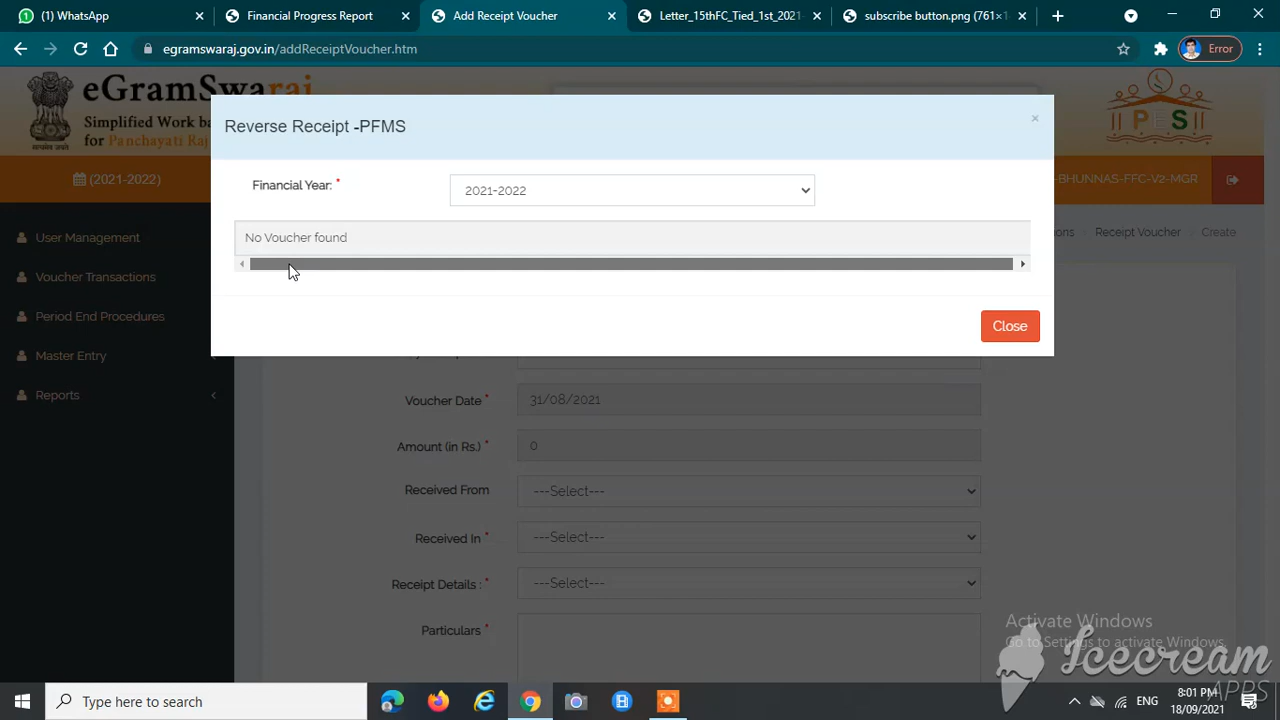 (1) WhatsApp
Financial Progress Report
Add Receipt Voucher
Letter_15thFC_Tied_1st_2021-
subscribe button.png (761×1
egramswaraj.gov.in/addReceiptVoucher.htm
Error
eGramSwaraj
Simplified Work
for Panchayati Raj
PES
Reverse Receipt -PFMS
×
(2021-2022)
-BHUNNAS-FFC-V2-MGR
Financial Year: *
2021-2022
User Management
No Voucher found
Receipt Voucher
Create
Voucher Transactions
Period End Procedures
Close
Master Entry
Reports
Voucher Date *
31/08/2021
Amount (in Rs.) *
0
Received From
---Select---
Received In *
---Select---
Receipt Details : *
---Select---
Particulars *
Activate Windows
Go to Settings to activate Windows.
Icecream
APPS
Type here to search
ENG
8:01 PM
18/09/2021